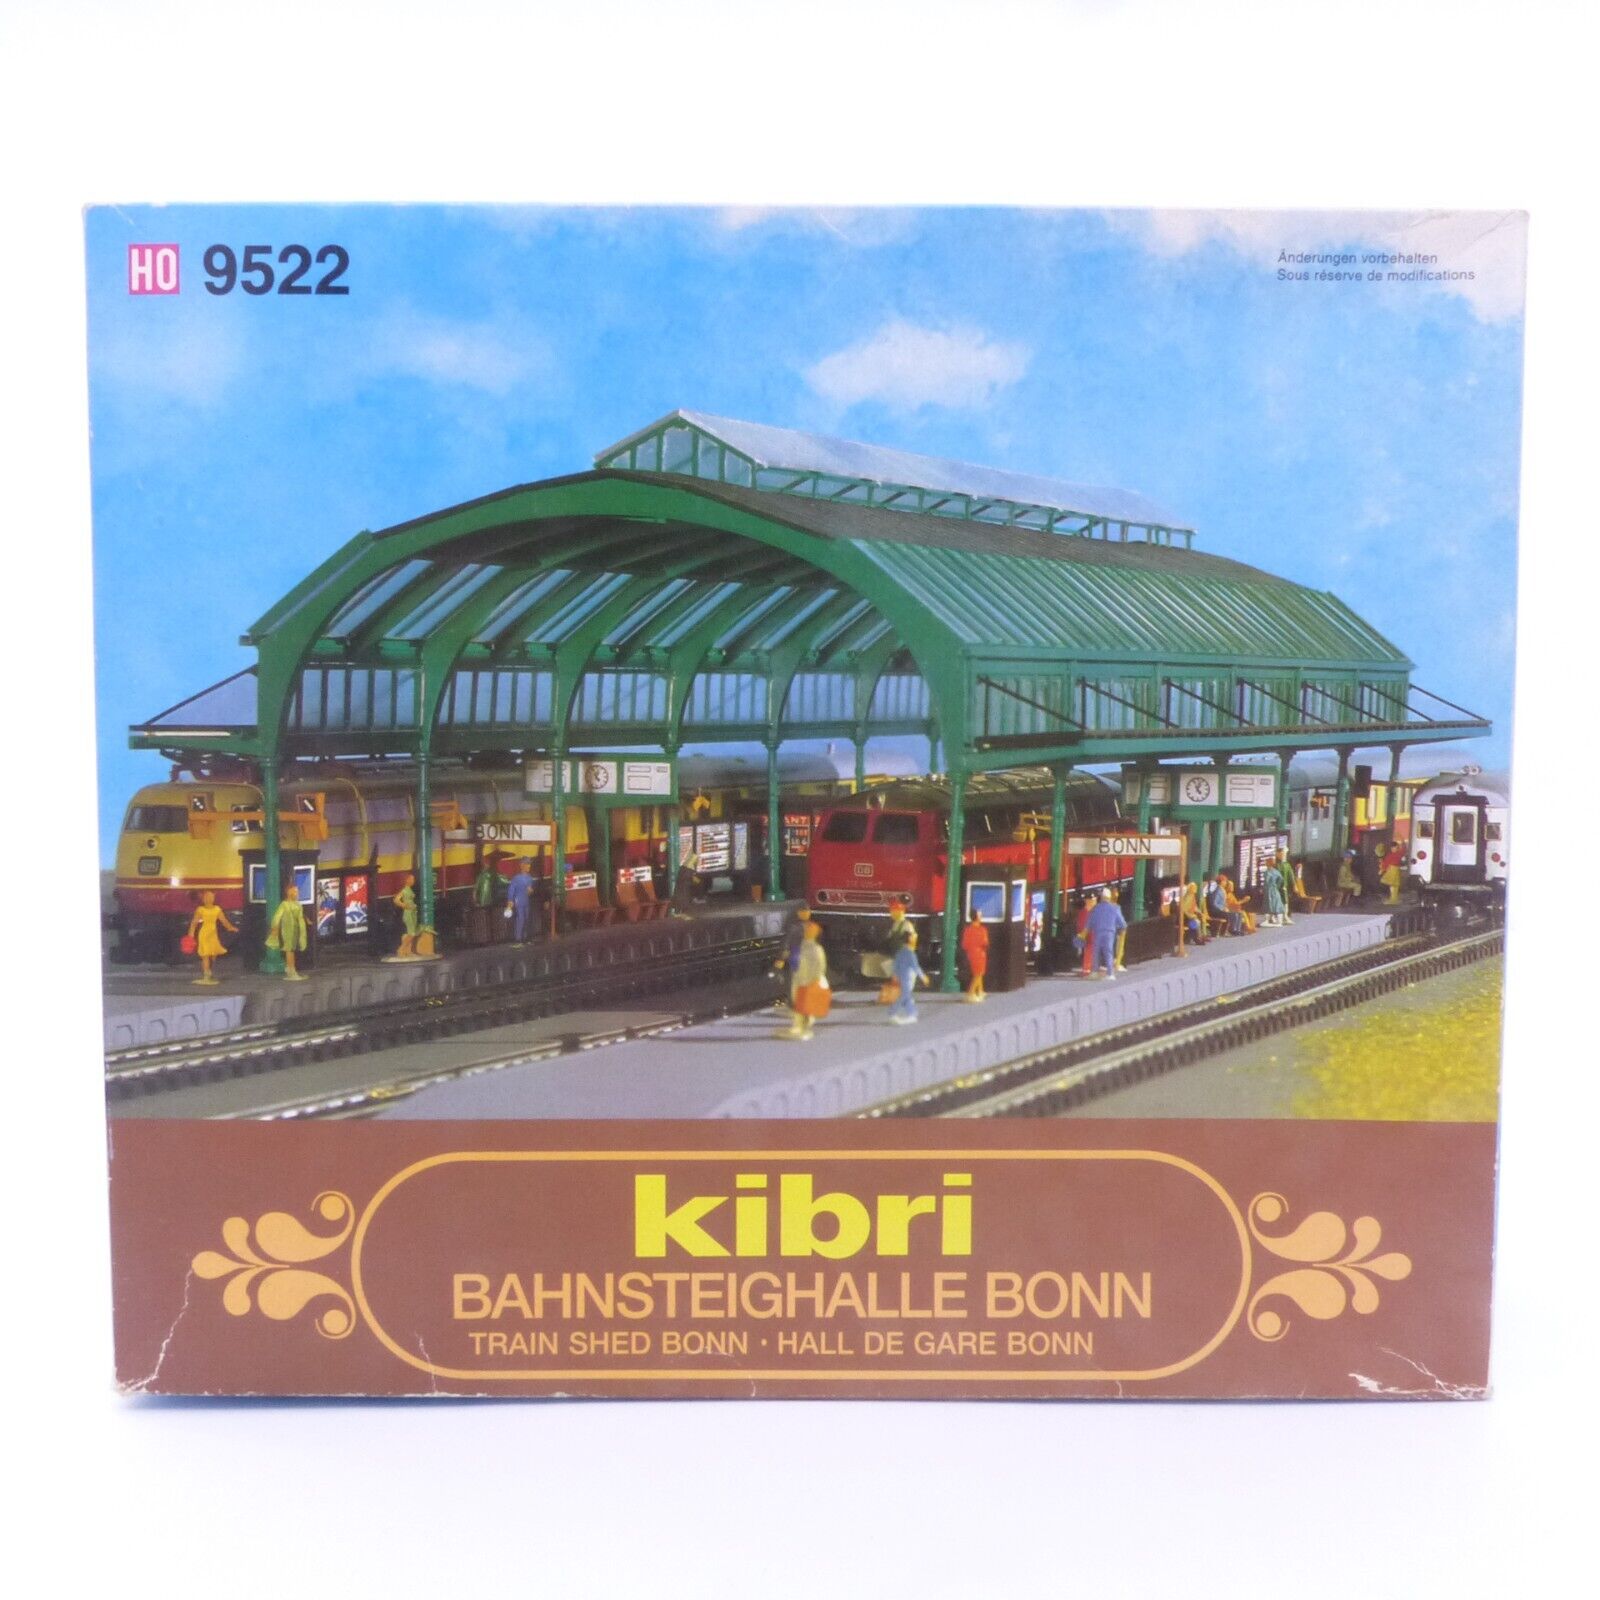 HO 9522
Änderungen vorbehalten
Sous réserve de modifications
BONN
BONN
DB
kibri
BAHNSTEIGHALLE BONN
TRAIN SHED BONN · HALL DE GARE BONN